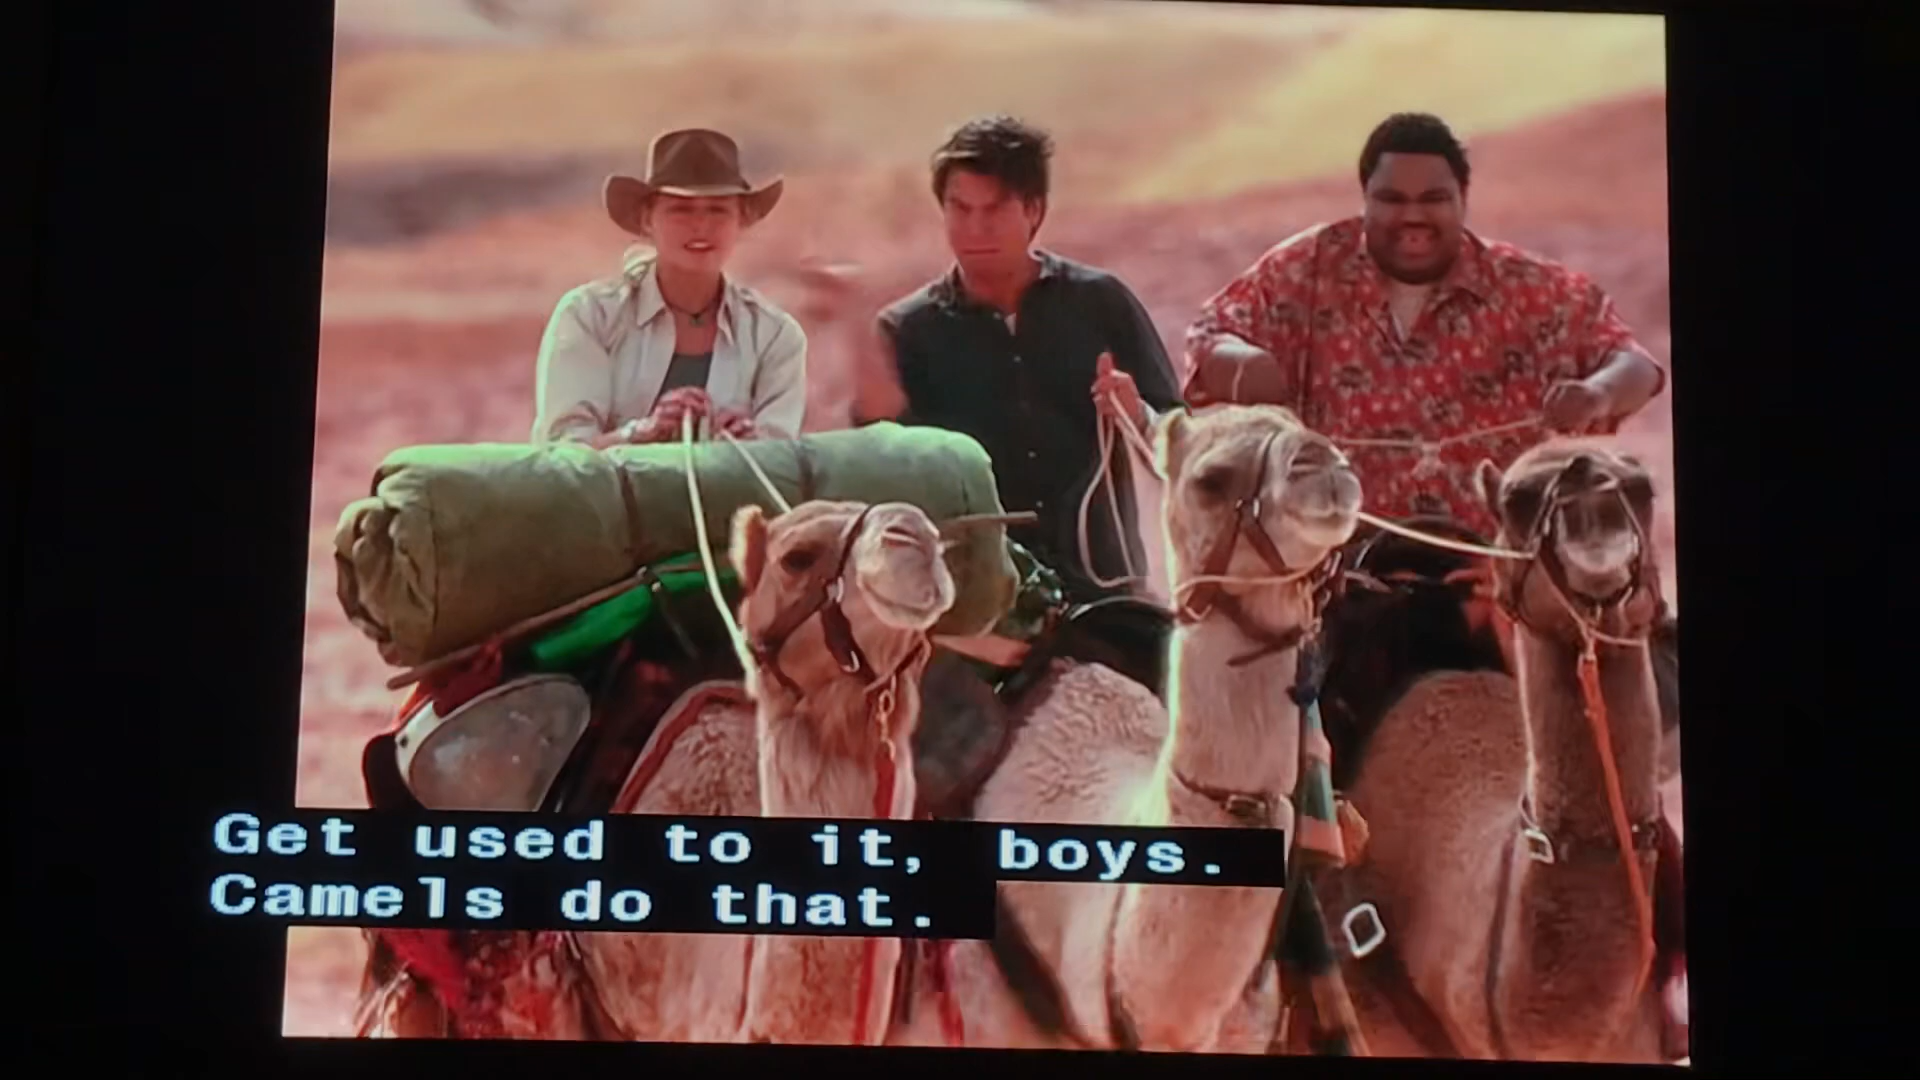 Get used to it, boys.
Camels do that.